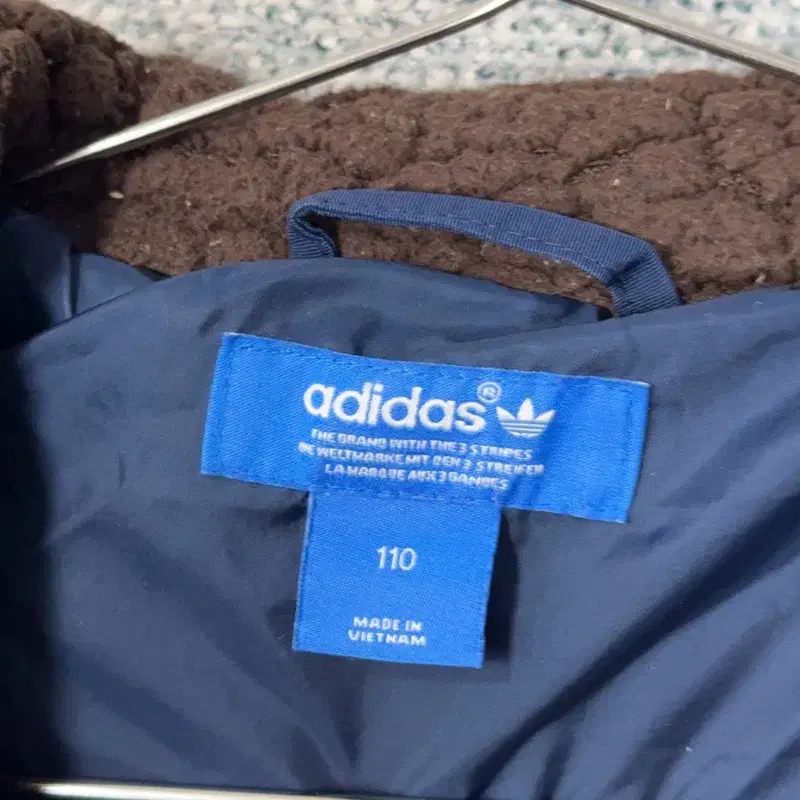 adidas®
THE BRAND WITH THE 3 STRIPES
DIE WELTMARKE MIT DEN 3 STREIFEN
LA MARQUE AUX 3 BANDES
110
MADE IN
VIETNAM